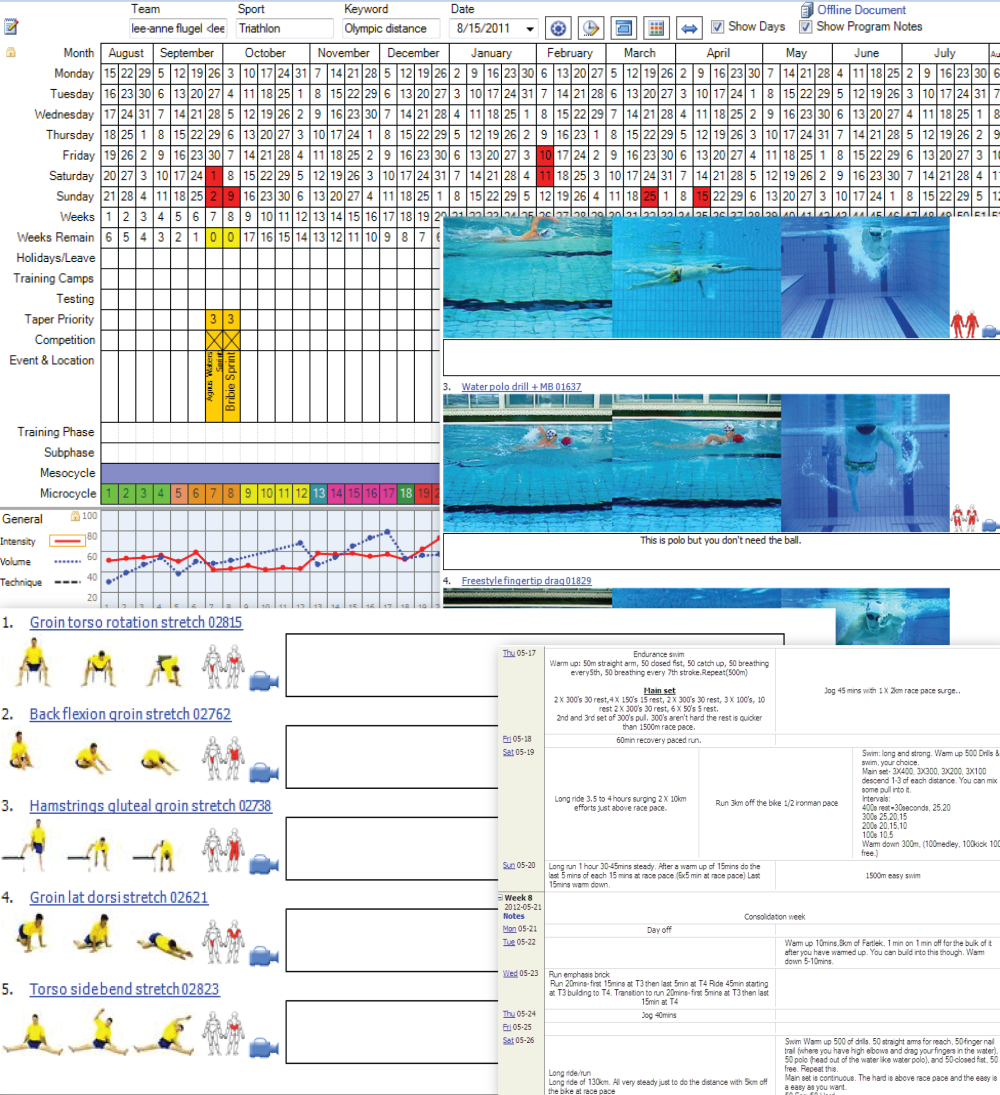 Team Sport Keyword Date Offline Document
lee-anne flugel <lee Triathlon Olympic distance 8/15/2011 Show Days Show Program Notes
Month August September October November December January February March April May June July
Monday 15 22 29 5 12 19 26 3 10 17 24 31 7 14 21 28 5 12 19 26 2 9 16 23 30 6 13 20 27 5 12 19 26 2 9 16 23 30 7 14 21 28 4 11 18 25 2 9 16 23 30 6
Tuesday 16 23 30 6 13 20 27 4 11 18 25 1 8 15 22 29 6 13 20 27 3 10 17 24 31 7 14 21 28 6 13 20 27 3 10 17 24 1 8 15 22 29 5 12 19 26 3 10 17 24 31 7
Wednesday 17 24 31 7 14 21 28 5 12 19 26 2 9 16 23 30 7 14 21 28 4 11 18 25 1 8 15 22 29 7 14 21 28 4 11 18 25 2 9 16 23 30 6 13 20 27 4 11 18 25 1 8
Thursday 18 25 1 8 15 22 29 6 13 20 27 3 10 17 24 1 8 15 22 29 5 12 19 26 2 9 16 23 1 8 15 22 29 5 12 19 26 3 10 17 24 31 7 14 21 28 5 12 19 26 2 9
Friday 19 26 2 9 16 23 30 7 14 21 28 4 11 18 25 2 9 16 23 30 6 13 20 27 3 10 17 24 2 9 16 23 30 6 13 20 27 4 11 18 25 1 8 15 22 29 6 13 20 27 3 10
Saturday 20 27 3 10 17 24 1 8 15 22 29 5 12 19 26 3 10 17 24 31 7 14 21 28 4 11 18 25 3 10 17 24 31 7 14 21 28 5 12 19 26 2 9 16 23 30 7 14 21 28 4
Sunday 21 28 4 11 18 25 2 9 16 23 30 6 13 20 27 4 11 18 25 1 8 15 22 29 5 12 19 26 4 11 18 25 1 8 15 22 29 6 13 20 27 3 10 17 24 1 8 15 22 29 5 12
Weeks 1 2 3 4 5 6 7 8 9 10 11 12 13 14 15 16 17 18 19
Weeks Remain 6 5 4 3 2 1 0 0 17 16 15 14 13 12 11 10 9 8 7
Holidays/Leave
Training Camps
Testing
Taper Priority 3 3
Competition
Event & Location Bribie Sprint
Training Phase
Subphase
Mesocycle
Microcycle 1 2 3 4 5 6 7 8 9 10 11 12 13 14 15 16 17 18 19
General 100
Intensity 80
Volume 60
Technique 40
20
3. Water polo drill + MB 01637
This is polo but you don't need the ball.
4. Freestyle fingertip drag 01829
1. Groin torso rotation stretch 02815
2. Back flexion groin stretch 02762
3. Hamstrings gluteal groin stretch 02738
4. Groin lat dorsi stretch 02621
5. Torso side bend stretch 02823
Thu 05-17 Endurance swim
Warm up: 50m straight arm, 50 closed fist, 50 catch up, 50 breathing
every5th, 50 breathing every 7th stroke.Repeat(500m)
Main set
2 X 300's 30 rest,4 X 150's 15 rest, 2 X 300's 30 rest, 3 X 100's, 10
rest 2 X 300's 30 rest, 6 X 50's 5 rest.
2nd and 3rd set of 300's pull. 300's aren't hard the rest is quicker
than 1500m race pace.
Jog 45 mins with 1 X 2km race pace surge..
Fri 05-18 60min recovery paced run.
Sat 05-19
Long ride 3.5 to 4 hours surging 2 X 10km
efforts just above race pace.
Run 3km off the bike 1/2 ironman pace
Swim: long and strong. Warm up 500 Drills &
swim, your choice.
Main set- 3X400, 3X300, 3X200, 3X100
descend 1-3 of each distance. You can mix
some pull into it.
Intervals:
400s rest=30seconds, 25,20
300s 25,20,15
200s 20,15,10
100s 10,5
Warm down 300m, (100medley, 100kick 100
free.)
Sun 05-20 Long run 1 hour 30-45mins steady. After a warm up of 15mins do the
last 5 mins of each 15 mins at race pace.(6x5 min at race pace) Last
15mins warm down.
1500m easy swim
Week 8
2012-05-21
Notes Consolidation week
Mon 05-21 Day off
Tue 05-22 Warm up 10mins,8km of Fartlek, 1 min on 1 min off for the bulk of it
after you have warmed up. You can build into this though. Warm
down 5-10mins.
Wed 05-23 Run emphasis brick
Run 20mins- first 15mins at T3 then last 5min at T4 Ride 45min starting
at T3 building to T4. Transition to run 20mins- first 5mins at T3 then last
15min at T4
Thu 05-24 Jog 40mins
Fri 05-25
Sat 05-26
Long ride/run
Long ride of 130km. All very steady just to do the distance with 5km off
the bike at race pace
Swim Warm up 500 of drills. 50 straight arms for reach, 50finger nail
trail (where you have high elbows and drag your fingers in the water),
50 polo (head out of the water like water polo), and 50-closed fist, 50
free. Repeat this.
Main set is continuous. The hard is above race pace and the easy is
a easy as you want.